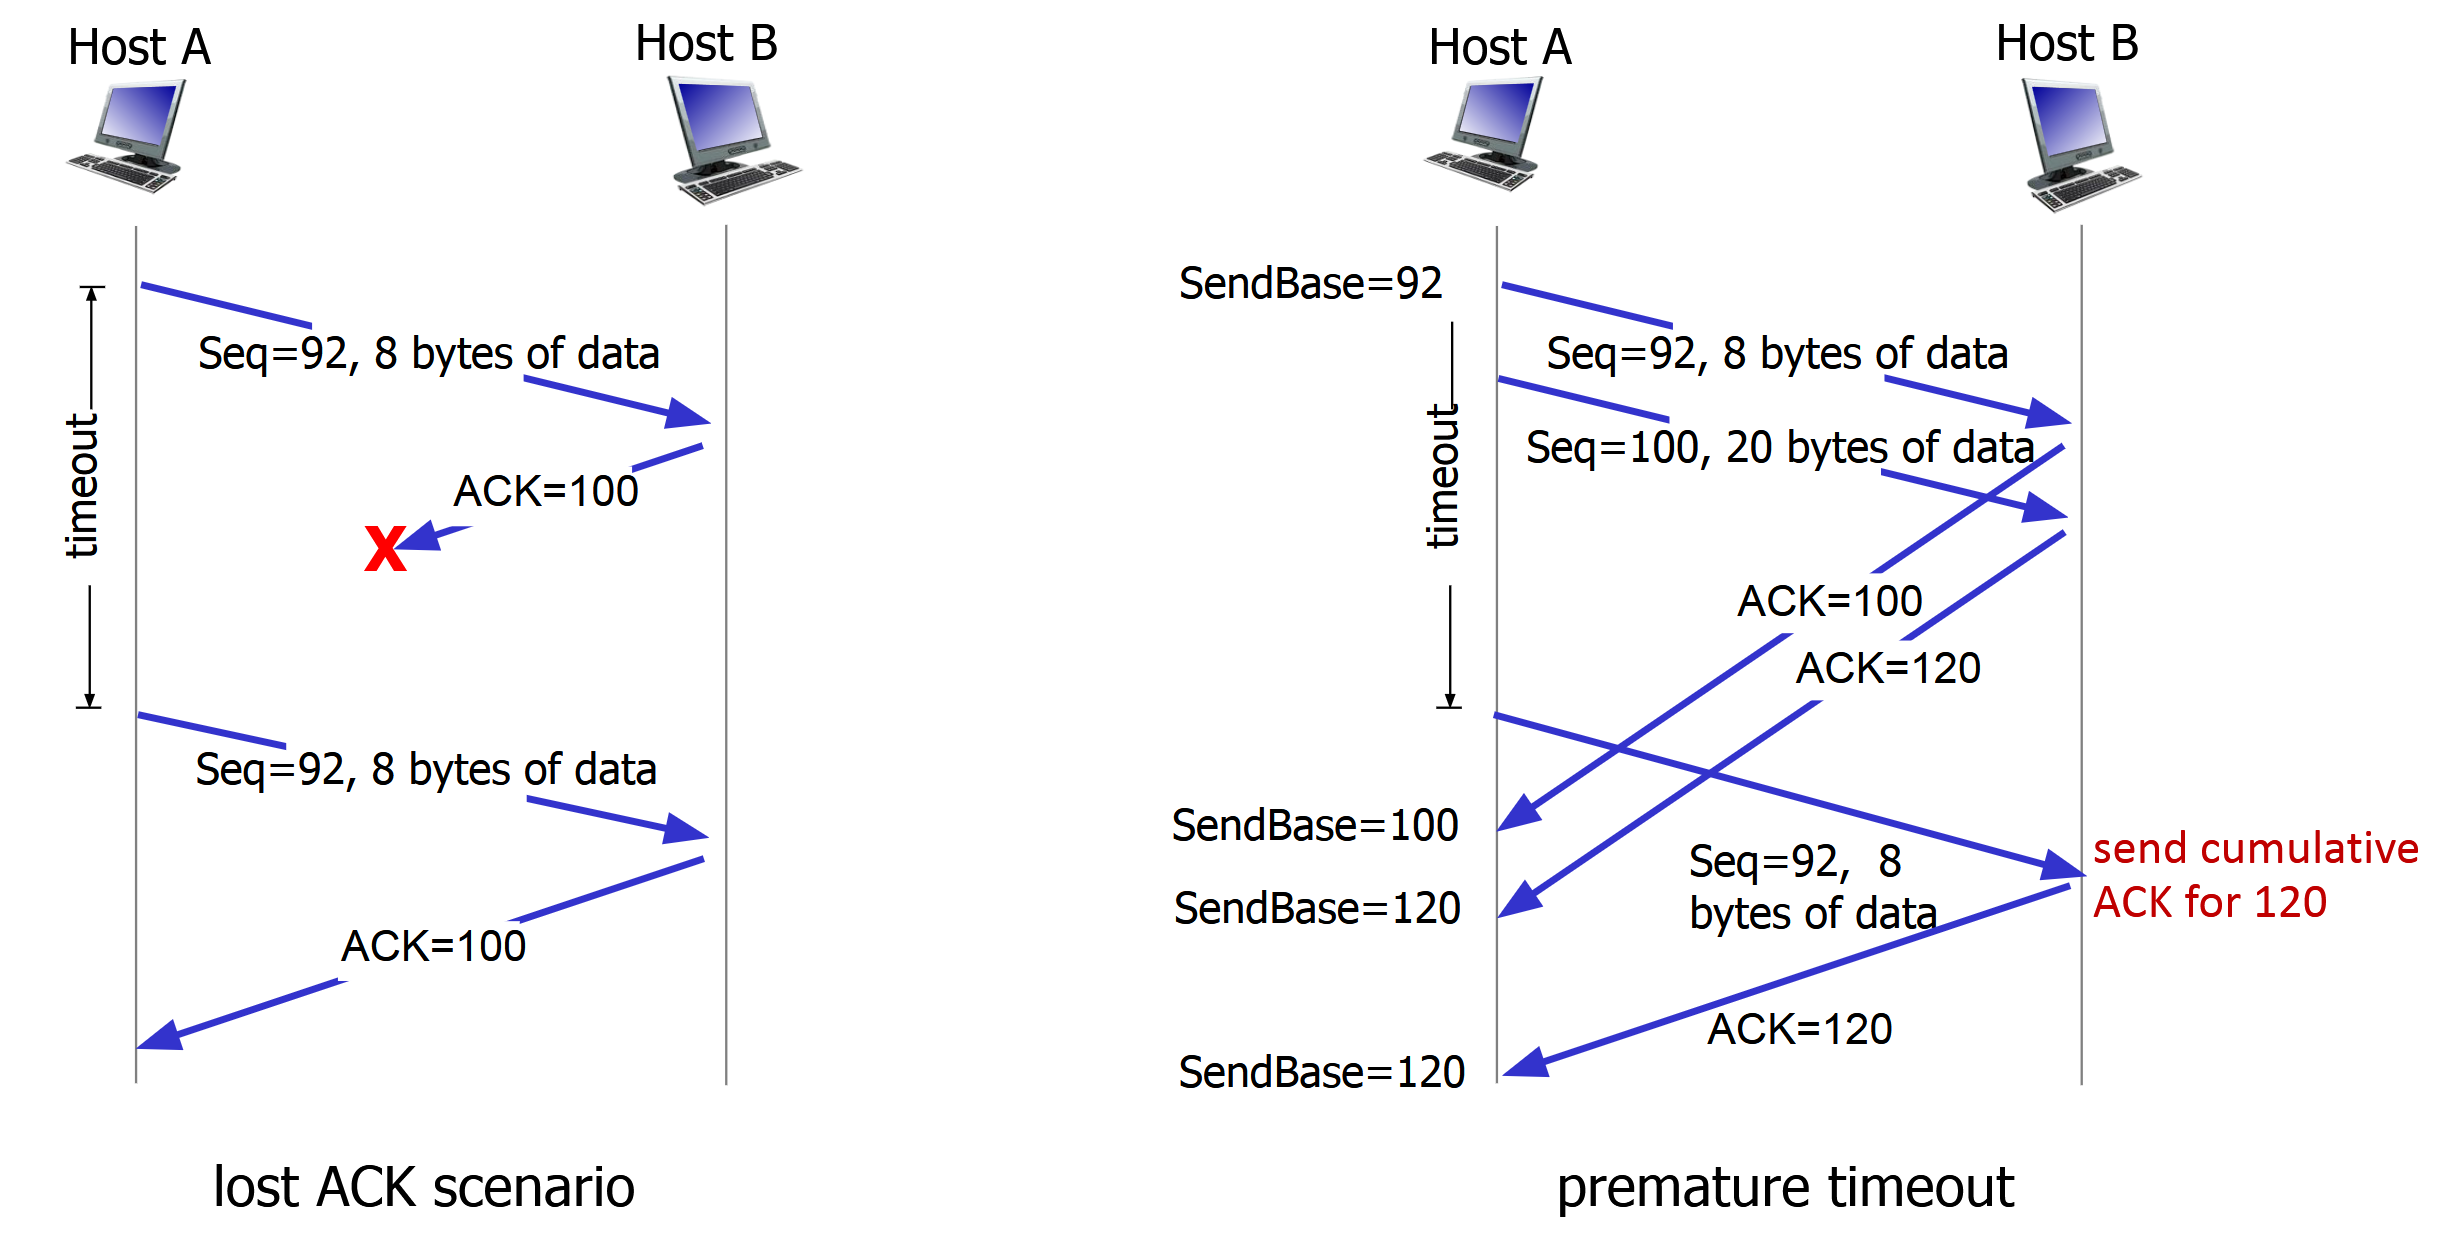 Host A
Host B
timeout
Seq=92, 8 bytes of data
ACK=100
X
Seq=92, 8 bytes of data
ACK=100
lost ACK scenario
Host A
Host B
SendBase=92
timeout
Seq=92, 8 bytes of data
Seq=100, 20 bytes of data
ACK=100
ACK=120
SendBase=100
SendBase=120
Seq=92, 8
bytes of data
send cumulative
ACK for 120
ACK=120
SendBase=120
premature timeout